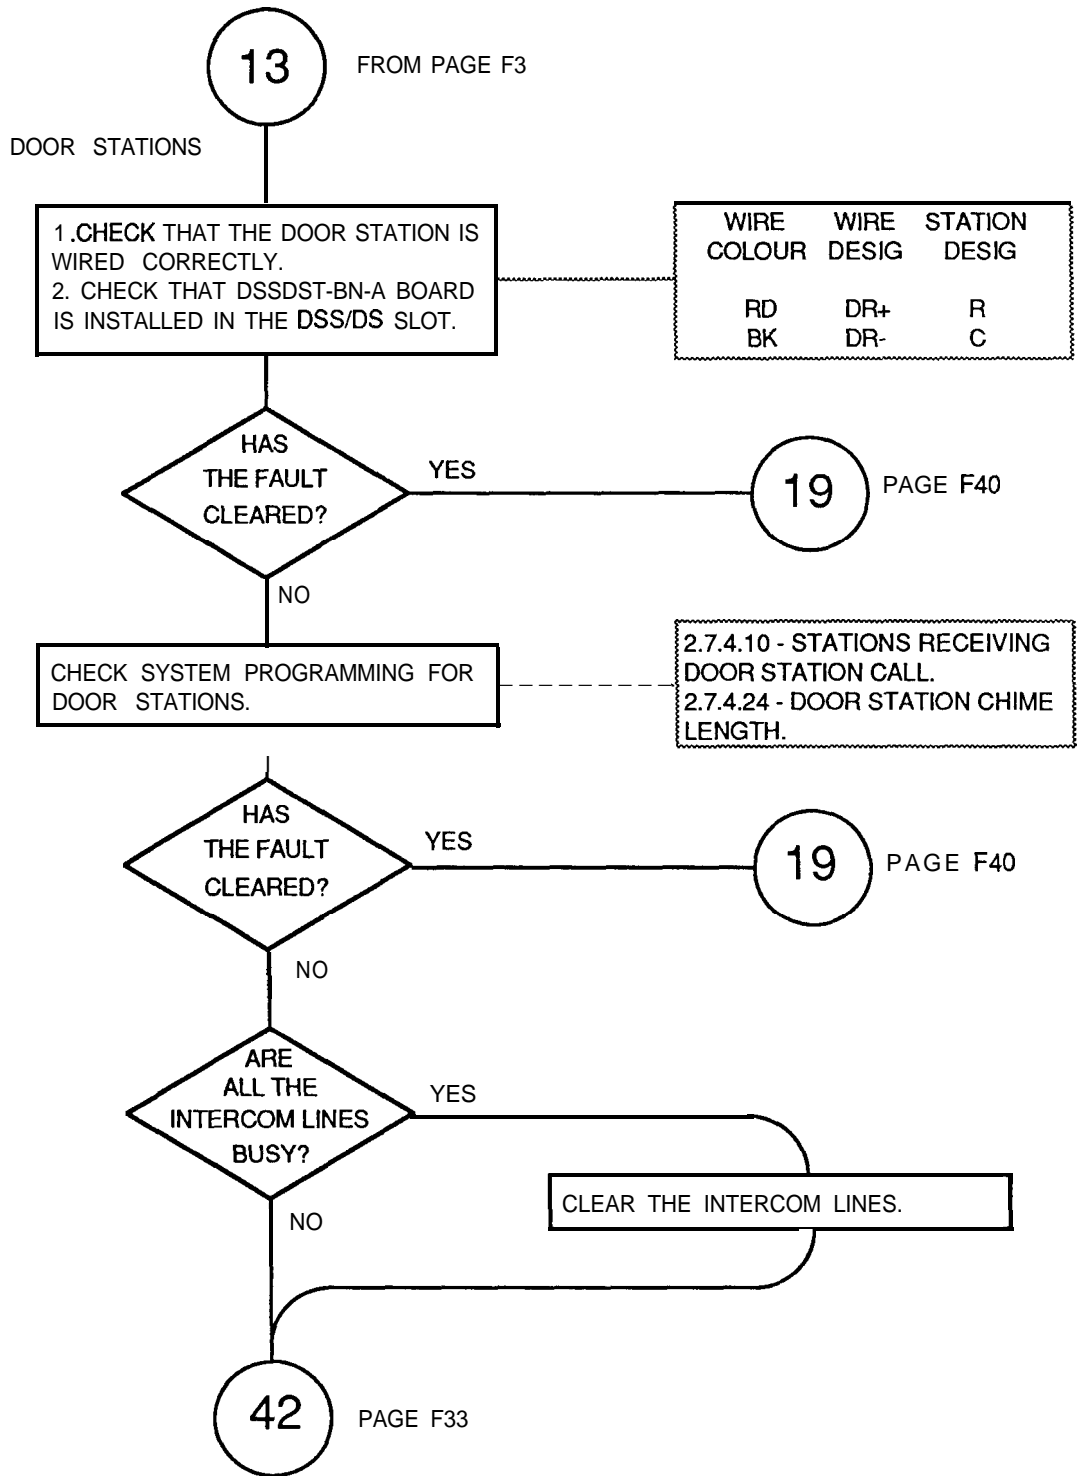 13 FROM PAGE F3
DOOR STATIONS
1.CHECK THAT THE DOOR STATION IS
WIRED CORRECTLY.
2. CHECK THAT DSSDST-BN-A BOARD
IS INSTALLED IN THE DSS/DS SLOT.
WIRE WIRE STATION
COLOUR DESIG DESIG
RD DR+ R
BK DR- C
HAS
THE FAULT
CLEARED?
YES
19 PAGE F40
NO
CHECK SYSTEM PROGRAMMING FOR
DOOR STATIONS.
2.7.4.10 - STATIONS RECEIVING
DOOR STATION CALL.
2.7.4.24 - DOOR STATION CHIME
LENGTH.
HAS
THE FAULT
CLEARED?
YES
19 PAGE F40
NO
ARE
ALL THE
INTERCOM LINES
BUSY?
YES
CLEAR THE INTERCOM LINES.
NO
42 PAGE F33